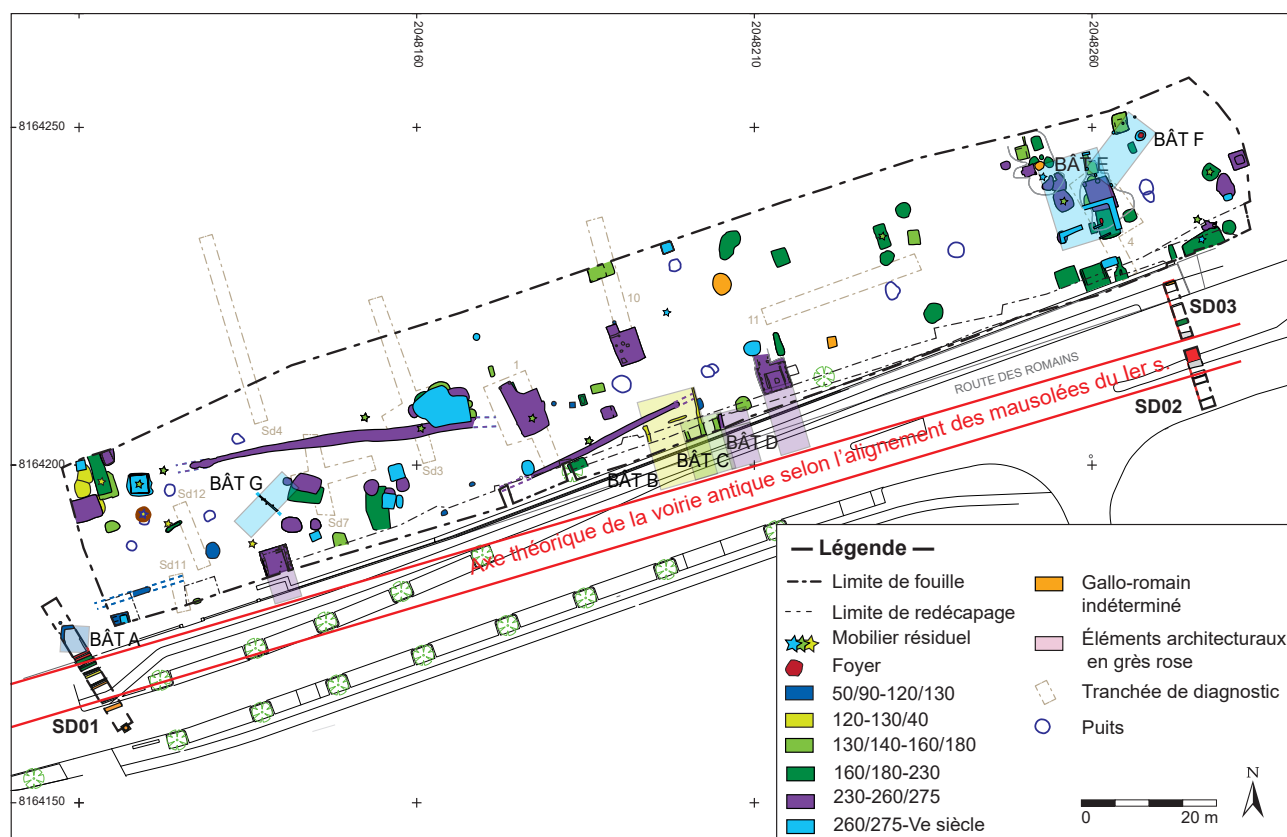 2048160
2048210
2048260
8164250
8164200
8164150
BÂT F
BÂT E
4
10
11
1
SD03
ROUTE DES ROMAINS
SD02
Sd4
Sd3
Sd12
Sd7
Sd11
BÂT G
BÂT D
BÂT C
BÂT B
BÂT A
SD01
Axe théorique de la voirie antique selon l'alignement des mausolées du Ier s.
— Légende —
Limite de fouille
Limite de redécapage
Mobilier résiduel
Foyer
50/90-120/130
120-130/40
130/140-160/180
160/180-230
230-260/275
260/275-Ve siècle
Gallo-romain
indéterminé
Éléments architecturaux
en grès rose
Tranchée de diagnostic
Puits
N
0
20 m